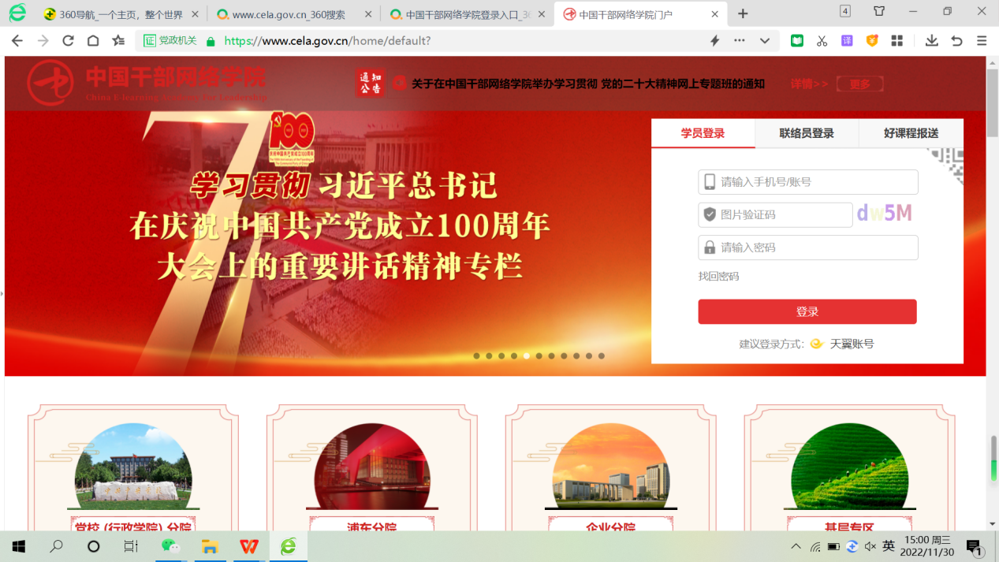 360导航_一个主页，整个世界
www.cela.gov.cn_360搜索
中国干部网络学院登录入口_3
中国干部网络学院门户
4
证 党政机关
https://www.cela.gov.cn/home/default?
译
中国干部网络学院
通知
公告
关于在中国干部网络学院举办学习贯彻 党的二十大精神网上专题班的通知
详情>>
更多
100
学习贯彻 习近平总书记
在庆祝中国共产党成立100周年
大会上的重要讲话精神专栏
学员登录
联络员登录
好课程报送
请输入手机号/账号
图片验证码
dw5M
请输入密码
找回密码
登录
建议登录方式：
天翼账号
党校 (行政学院) 分院
浦东分院
企业分院
基层专区
英
15:00 周三
2022/11/30
1